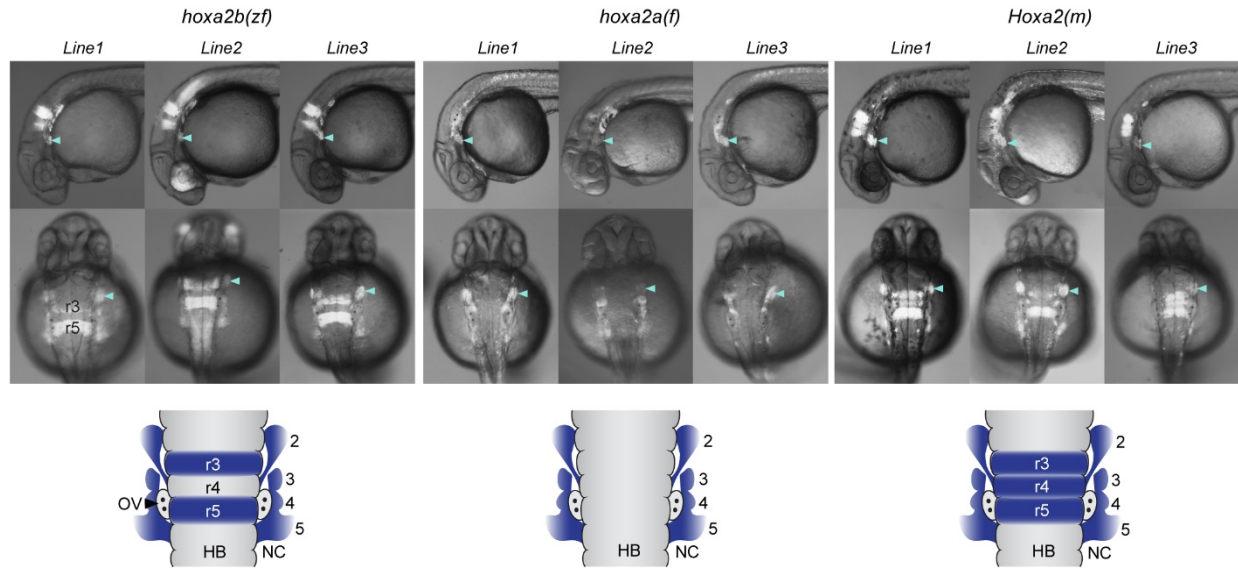 hoxa2b(zf) hoxa2a(f) Hoxa2(m)
Line1 Line2 Line3 Line1 Line2 Line3 Line1 Line2 Line3
r3
r5
2 2 2
r3 r3
3 3 3
r4 r4
OV 4 4 4
r5 r5
5 5 5
HB NC HB NC HB NC